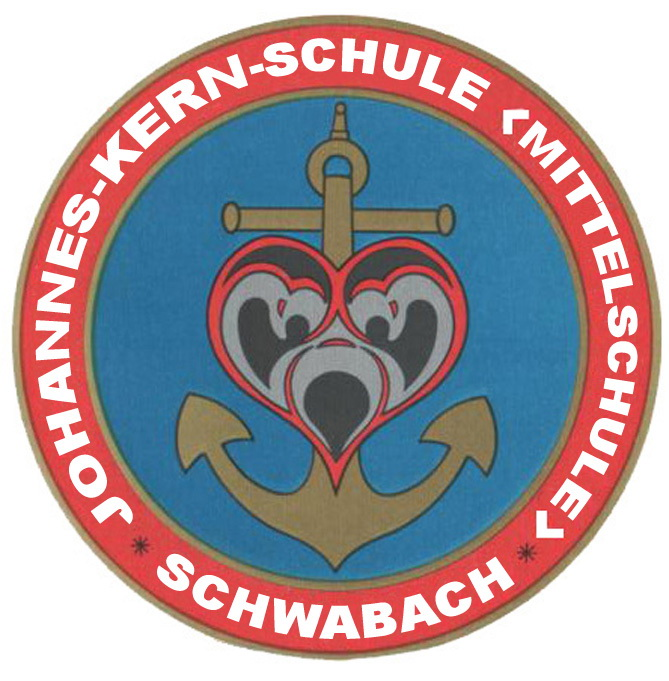 JOHANNES-KERN-SCHULE <MITTELSCHULE>
* SCHWABACH *